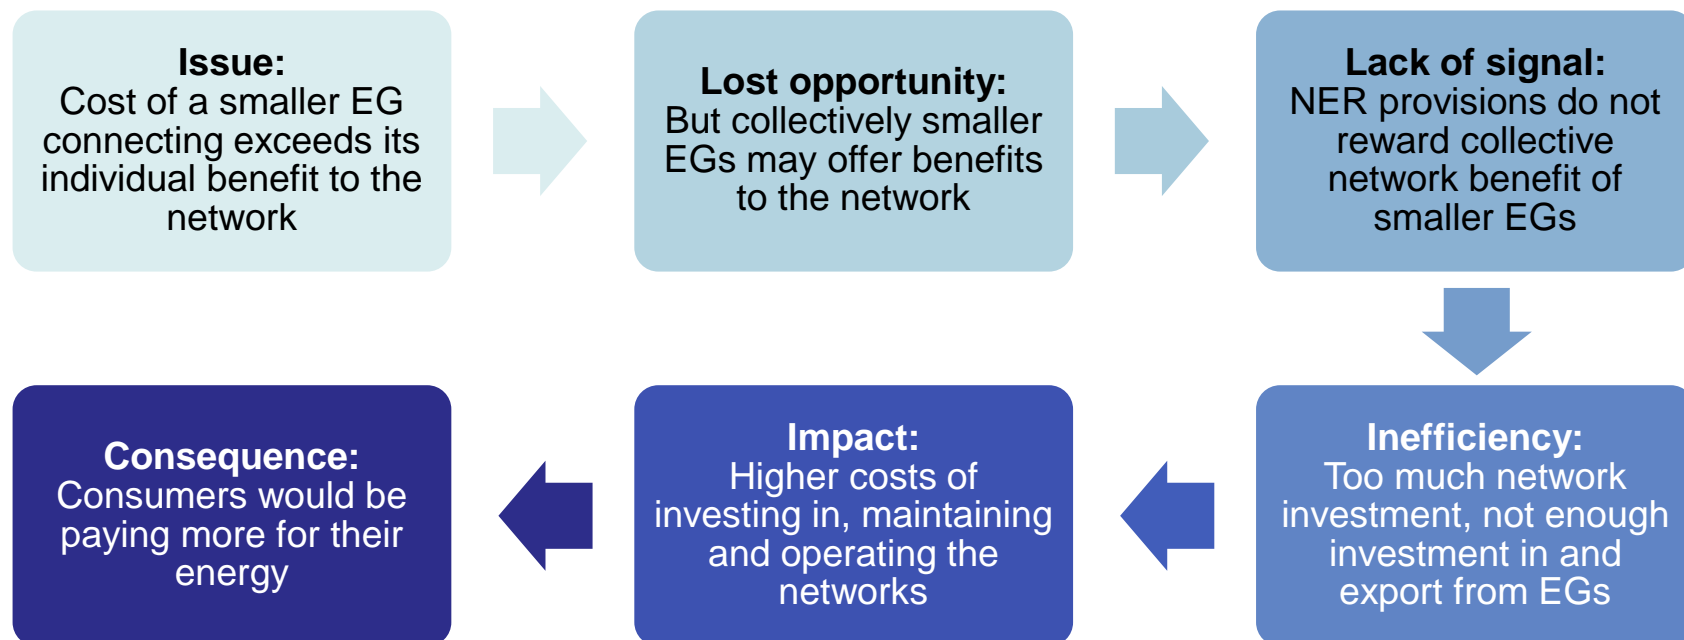 Issue:
Cost of a smaller EG
connecting exceeds its
individual benefit to the
network
Lost opportunity:
But collectively smaller
EGs may offer benefits
to the network
Lack of signal:
NER provisions do not
reward collective
network benefit of
smaller EGs
Inefficiency:
Too much network
investment, not enough
investment in and
export from EGs
Impact:
Higher costs of
investing in, maintaining
and operating the
networks
Consequence:
Consumers would be
paying more for their
energy